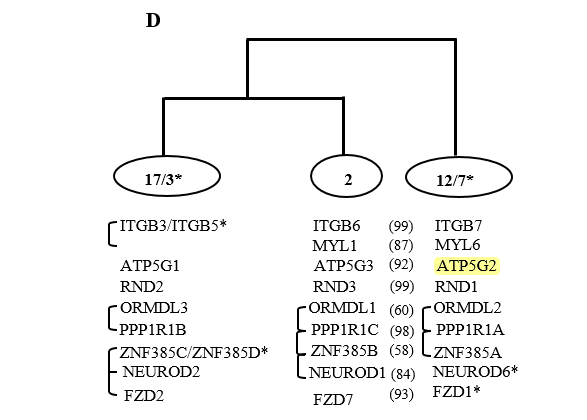 D
17/3* 2 12/7*
ITGB3/ITGB5* ITGB6 (99) ITGB7
MYL1 (87) MYL6
ATP5G1 ATP5G3 (92) ATP5G2
RND2 RND3 (99) RND1
ORMDL3 ORMDL1 (60) ORMDL2
PPP1R1B PPP1R1C (98) PPP1R1A
ZNF385C/ZNF385D* ZNF385B (58) ZNF385A
NEUROD2 NEUROD1 (84) NEUROD6*
FZD2 FZD7 (93) FZD1*